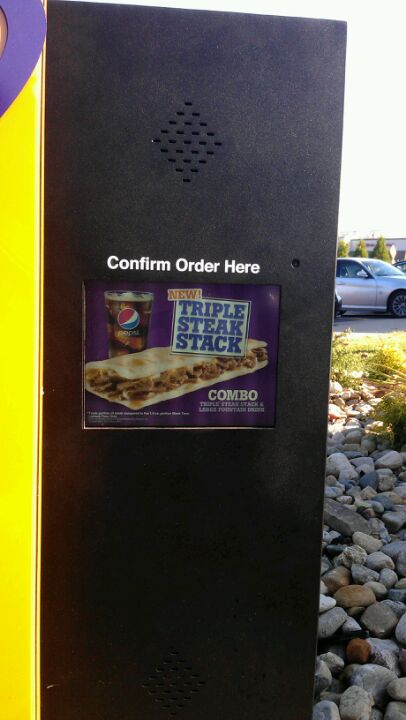 Confirm Order Here
NEW!
TRIPLE
STEAK
STACK
pepsi
COMBO
TRIPLE STEAK STACK &
LARGE FOUNTAIN DRINK